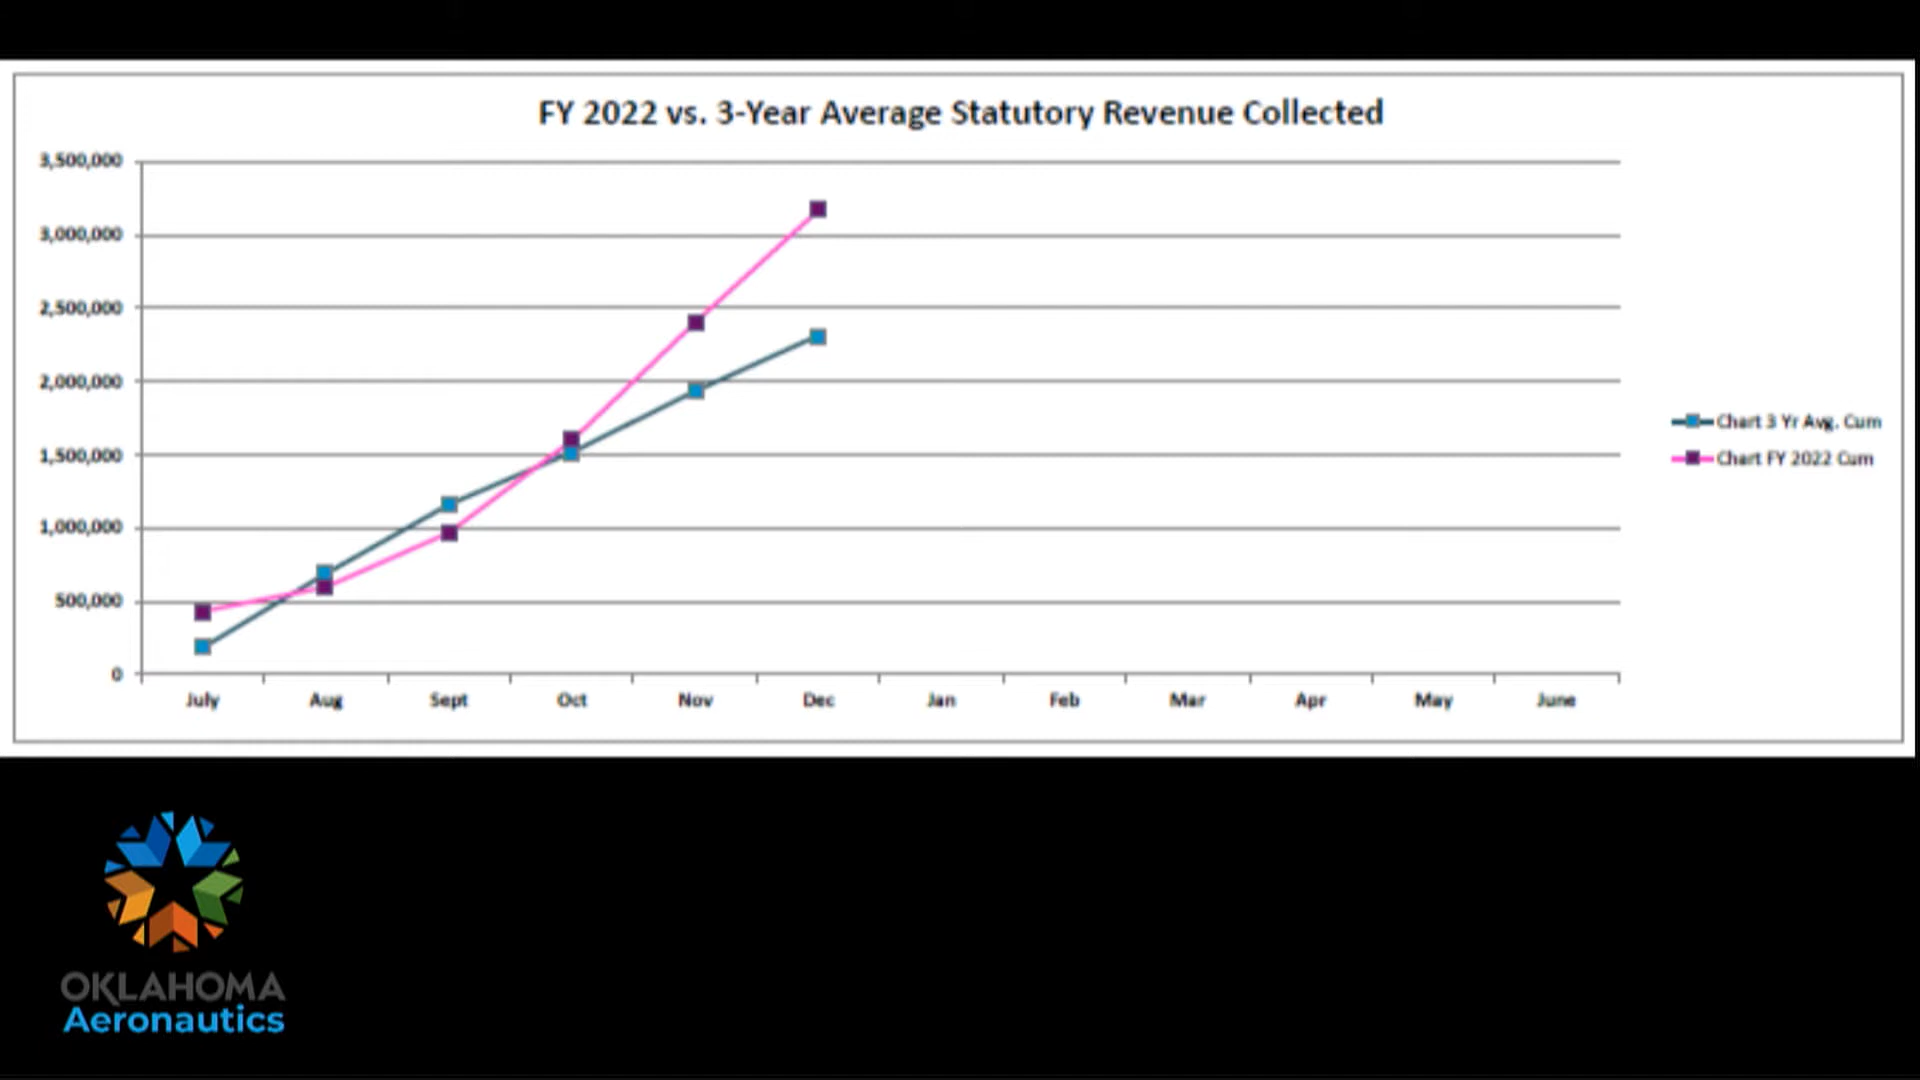 FY 2022 vs. 3-Year Average Statutory Revenue Collected
3,500,000
3,000,000
2,500,000
2,000,000
1,500,000
1,000,000
500,000
0
July Aug Sept Oct Nov Dec Jan Feb Mar Apr May June
Chart 3 Yr Avg. Cum
Chart FY 2022 Cum
OKLAHOMA
Aeronautics